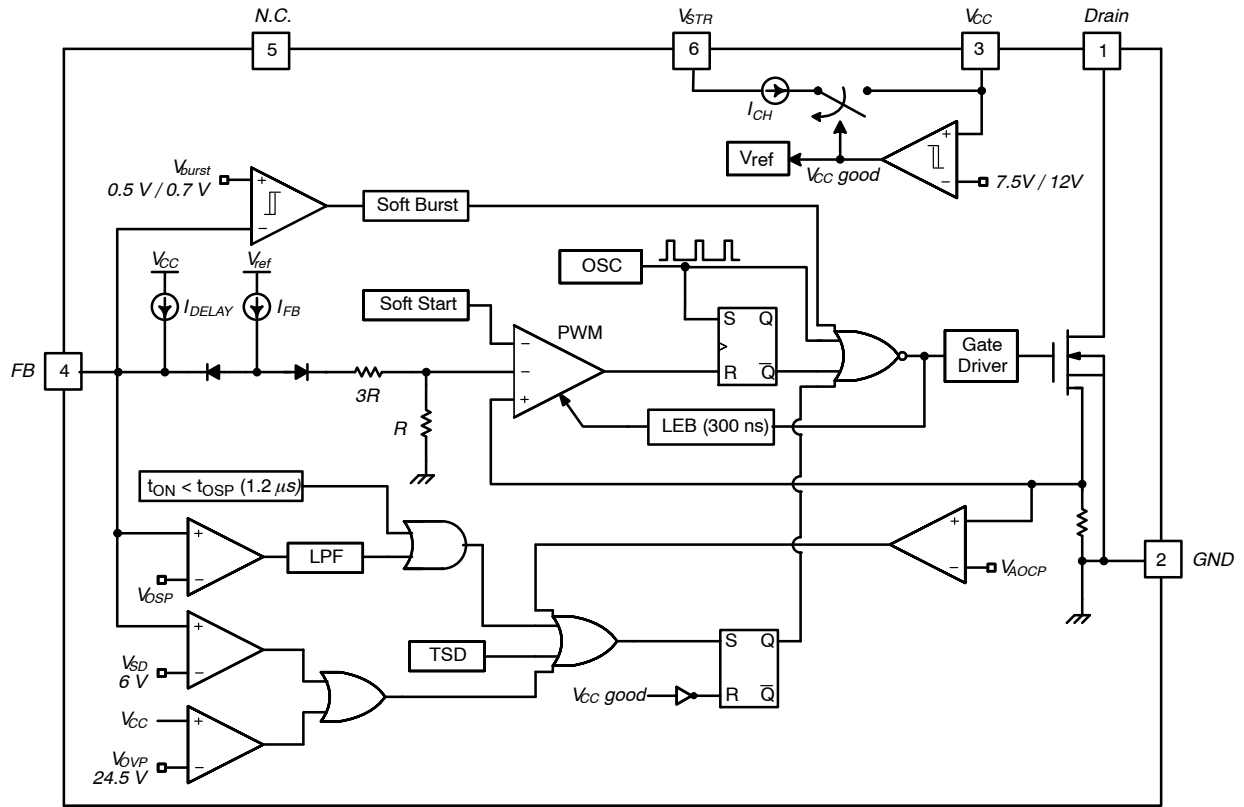 N.C.
VSTR
VCC
Drain
5
6
3
1
ICH
Vref
VCC good
7.5V / 12V
Vburst
0.5 V / 0.7 V
Soft Burst
VCC
Vref
OSC
IDELAY
IFB
Soft Start
PWM
S Q
R Q̅
Gate
Driver
FB
4
3R
R
LEB (300 ns)
tON < tOSP (1.2 μs)
LPF
VOSP
VAOCP
2
GND
VSD
6 V
TSD
S Q
VCC good
R Q̅
VCC
VOVP
24.5 V